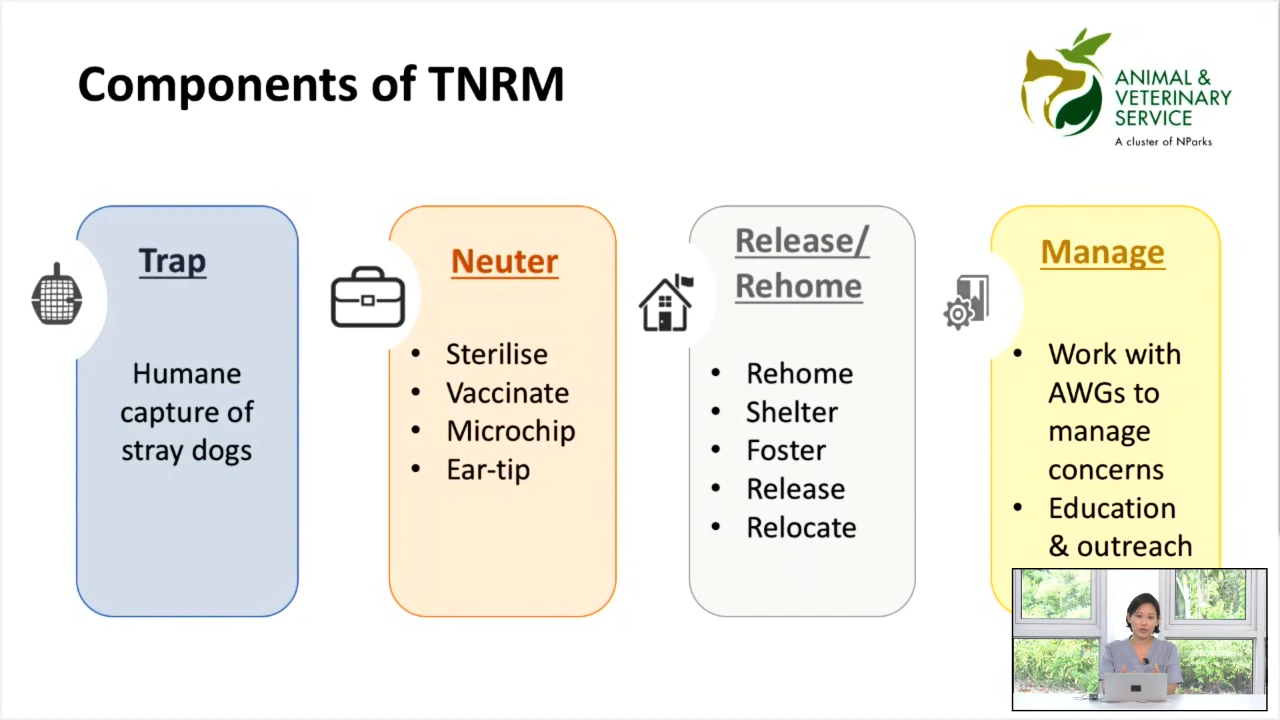 Components of TNRM
ANIMAL &
VETERINARY
SERVICE
A cluster of NParks
Trap
Humane
capture of
stray dogs
Neuter
• Sterilise
• Vaccinate
• Microchip
• Ear-tip
Release/
Rehome
• Rehome
• Shelter
• Foster
• Release
• Relocate
Manage
• Work with
AWGs to
manage
concerns
• Education
& outreach